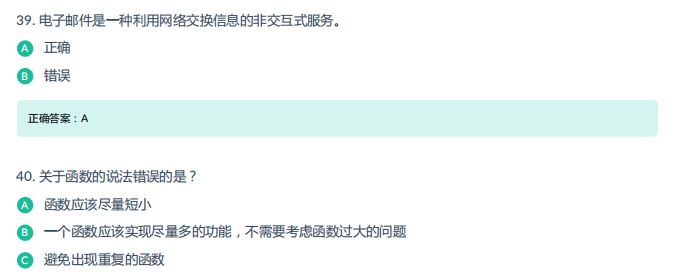 39. 电子邮件是一种利用网络交换信息的非交互式服务。
A 正确
B 错误
正确答案：A
40. 关于函数的说法错误的是？
A 函数应该尽量短小
B 一个函数应该实现尽量多的功能，不需要考虑函数过大的问题
C 避免出现重复的函数